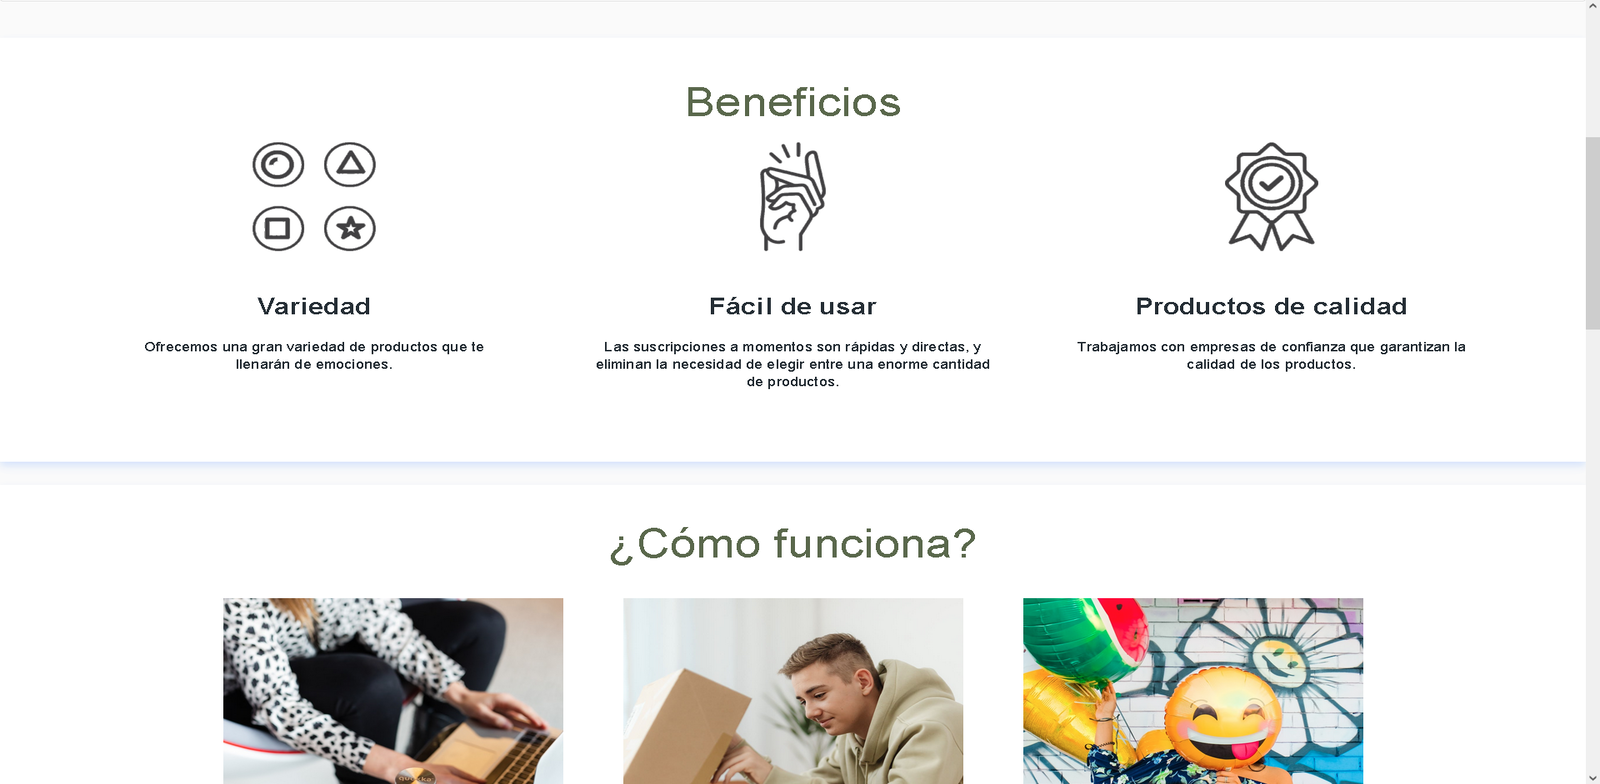 Beneficios
Variedad
Ofrecemos una gran variedad de productos que te
llenarán de emociones.
Fácil de usar
Las suscripciones a momentos son rápidas y directas, y
eliminan la necesidad de elegir entre una enorme cantidad
de productos.
Productos de calidad
Trabajamos con empresas de confianza que garantizan la
calidad de los productos.
¿Cómo funciona?